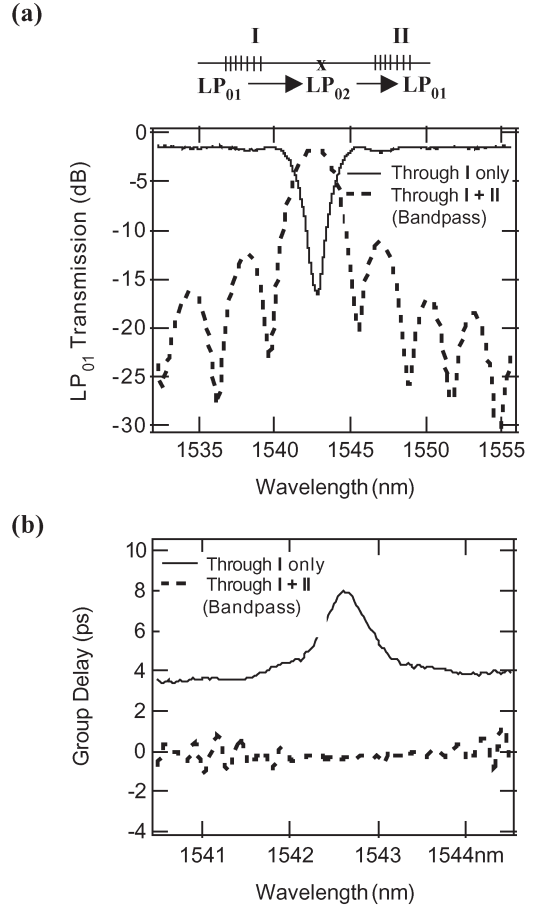 (a)
I II
x
LP01 LP02 LP01
0
-5
-10
-15
-20
-25
-30
LP01 Transmission (dB)
Through I only
Through I + II
(Bandpass)
1535 1540 1545 1550 1555
Wavelength (nm)
(b)
10
8
6
4
2
0
-2
-4
Group Delay (ps)
Through I only
Through I + II
(Bandpass)
1541 1542 1543 1544nm
Wavelength (nm)